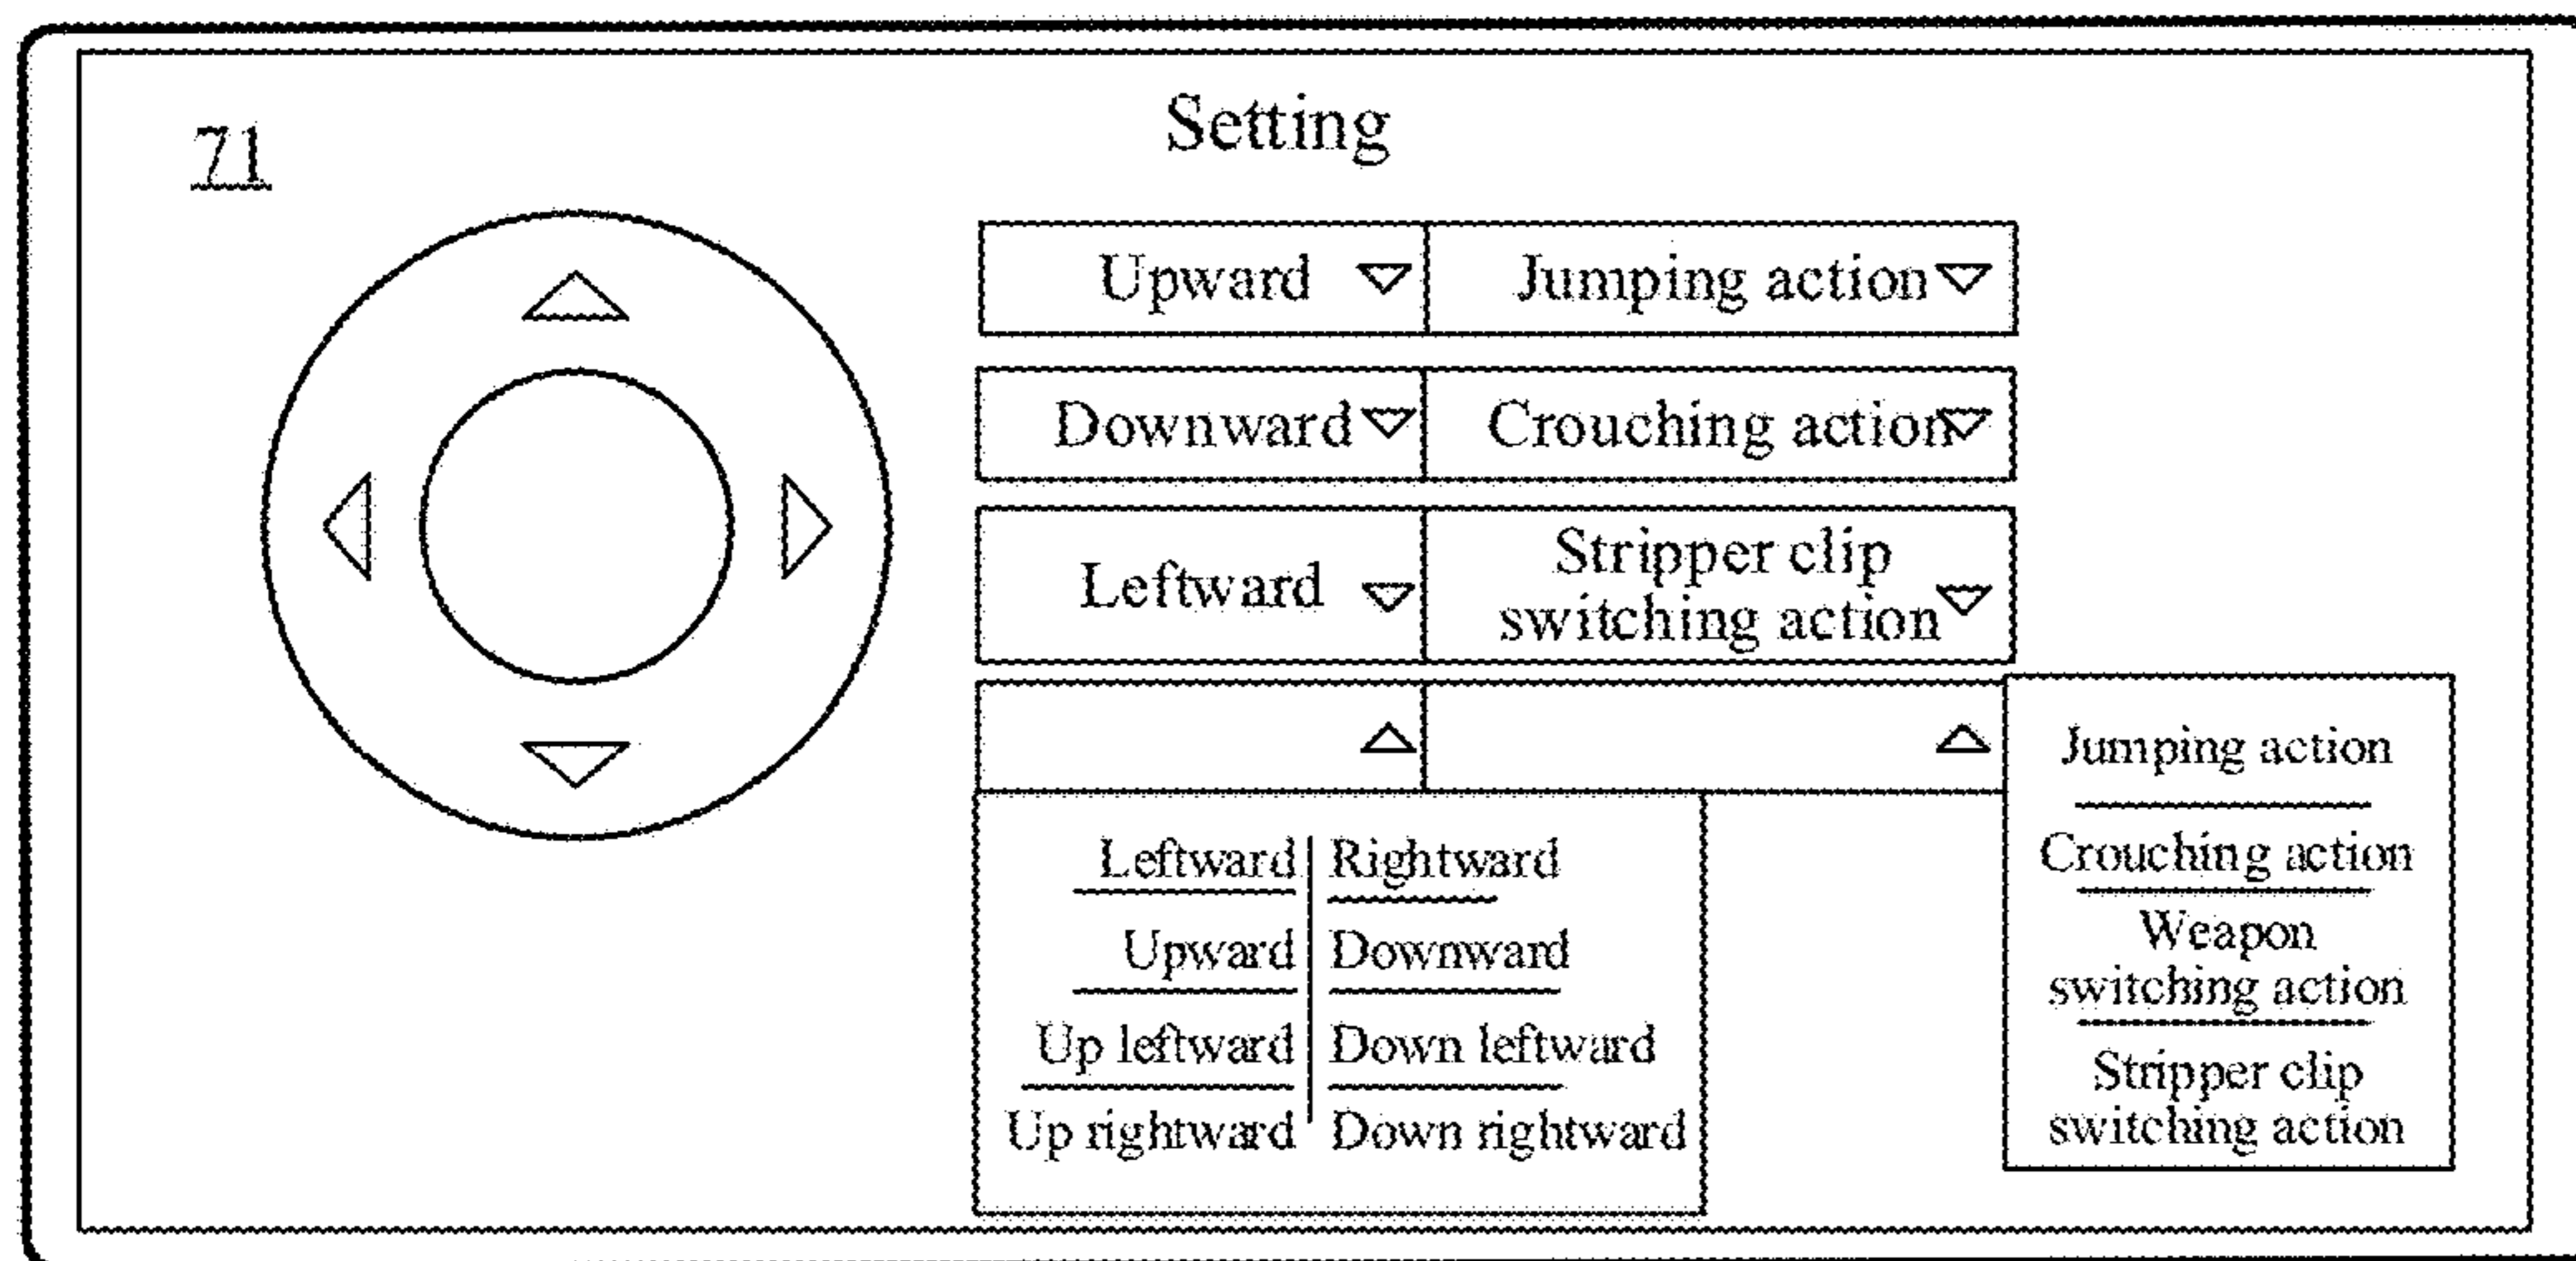 71
Setting
Upward Jumping action
Downward Crouching action
Leftward Stripper clip
switching action
Jumping action
Crouching action
Weapon
switching action
Stripper clip
switching action
Leftward Rightward
Upward Downward
Up leftward Down leftward
Up rightward Down rightward